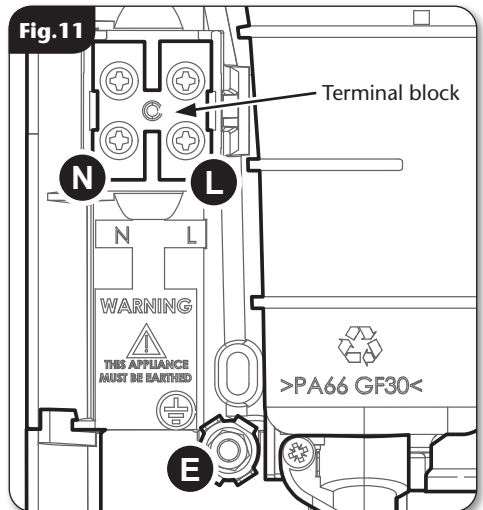 Fig.11
Terminal block
N
L
N L
WARNING
THIS APPLIANCE
MUST BE EARTHED
>PA66 GF30<
E